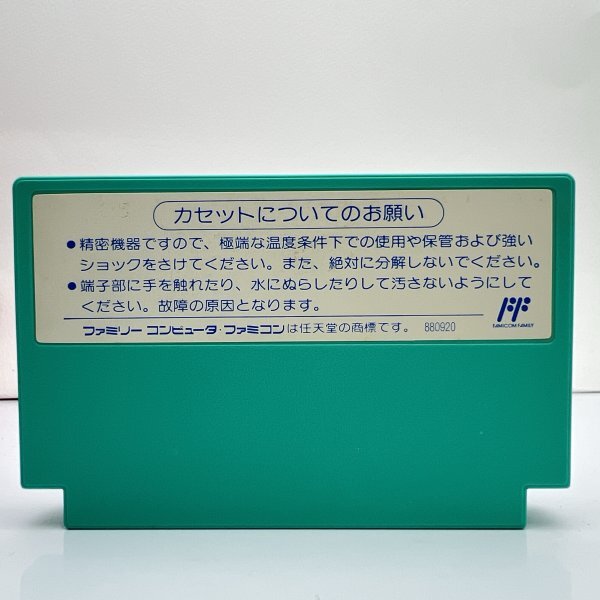 カセットについてのお願い
●精密機器ですので、極端な温度条件下での使用や保管および強い
ショックをさけてください。また、絶対に分解しないでください。
●端子部に手を触れたり、水にぬらしたりして汚さないようにして
ください。故障の原因となります。
ファミリー コンピュータ・ファミコンは任天堂の商標です。 880920
FAMICOM FAMILY